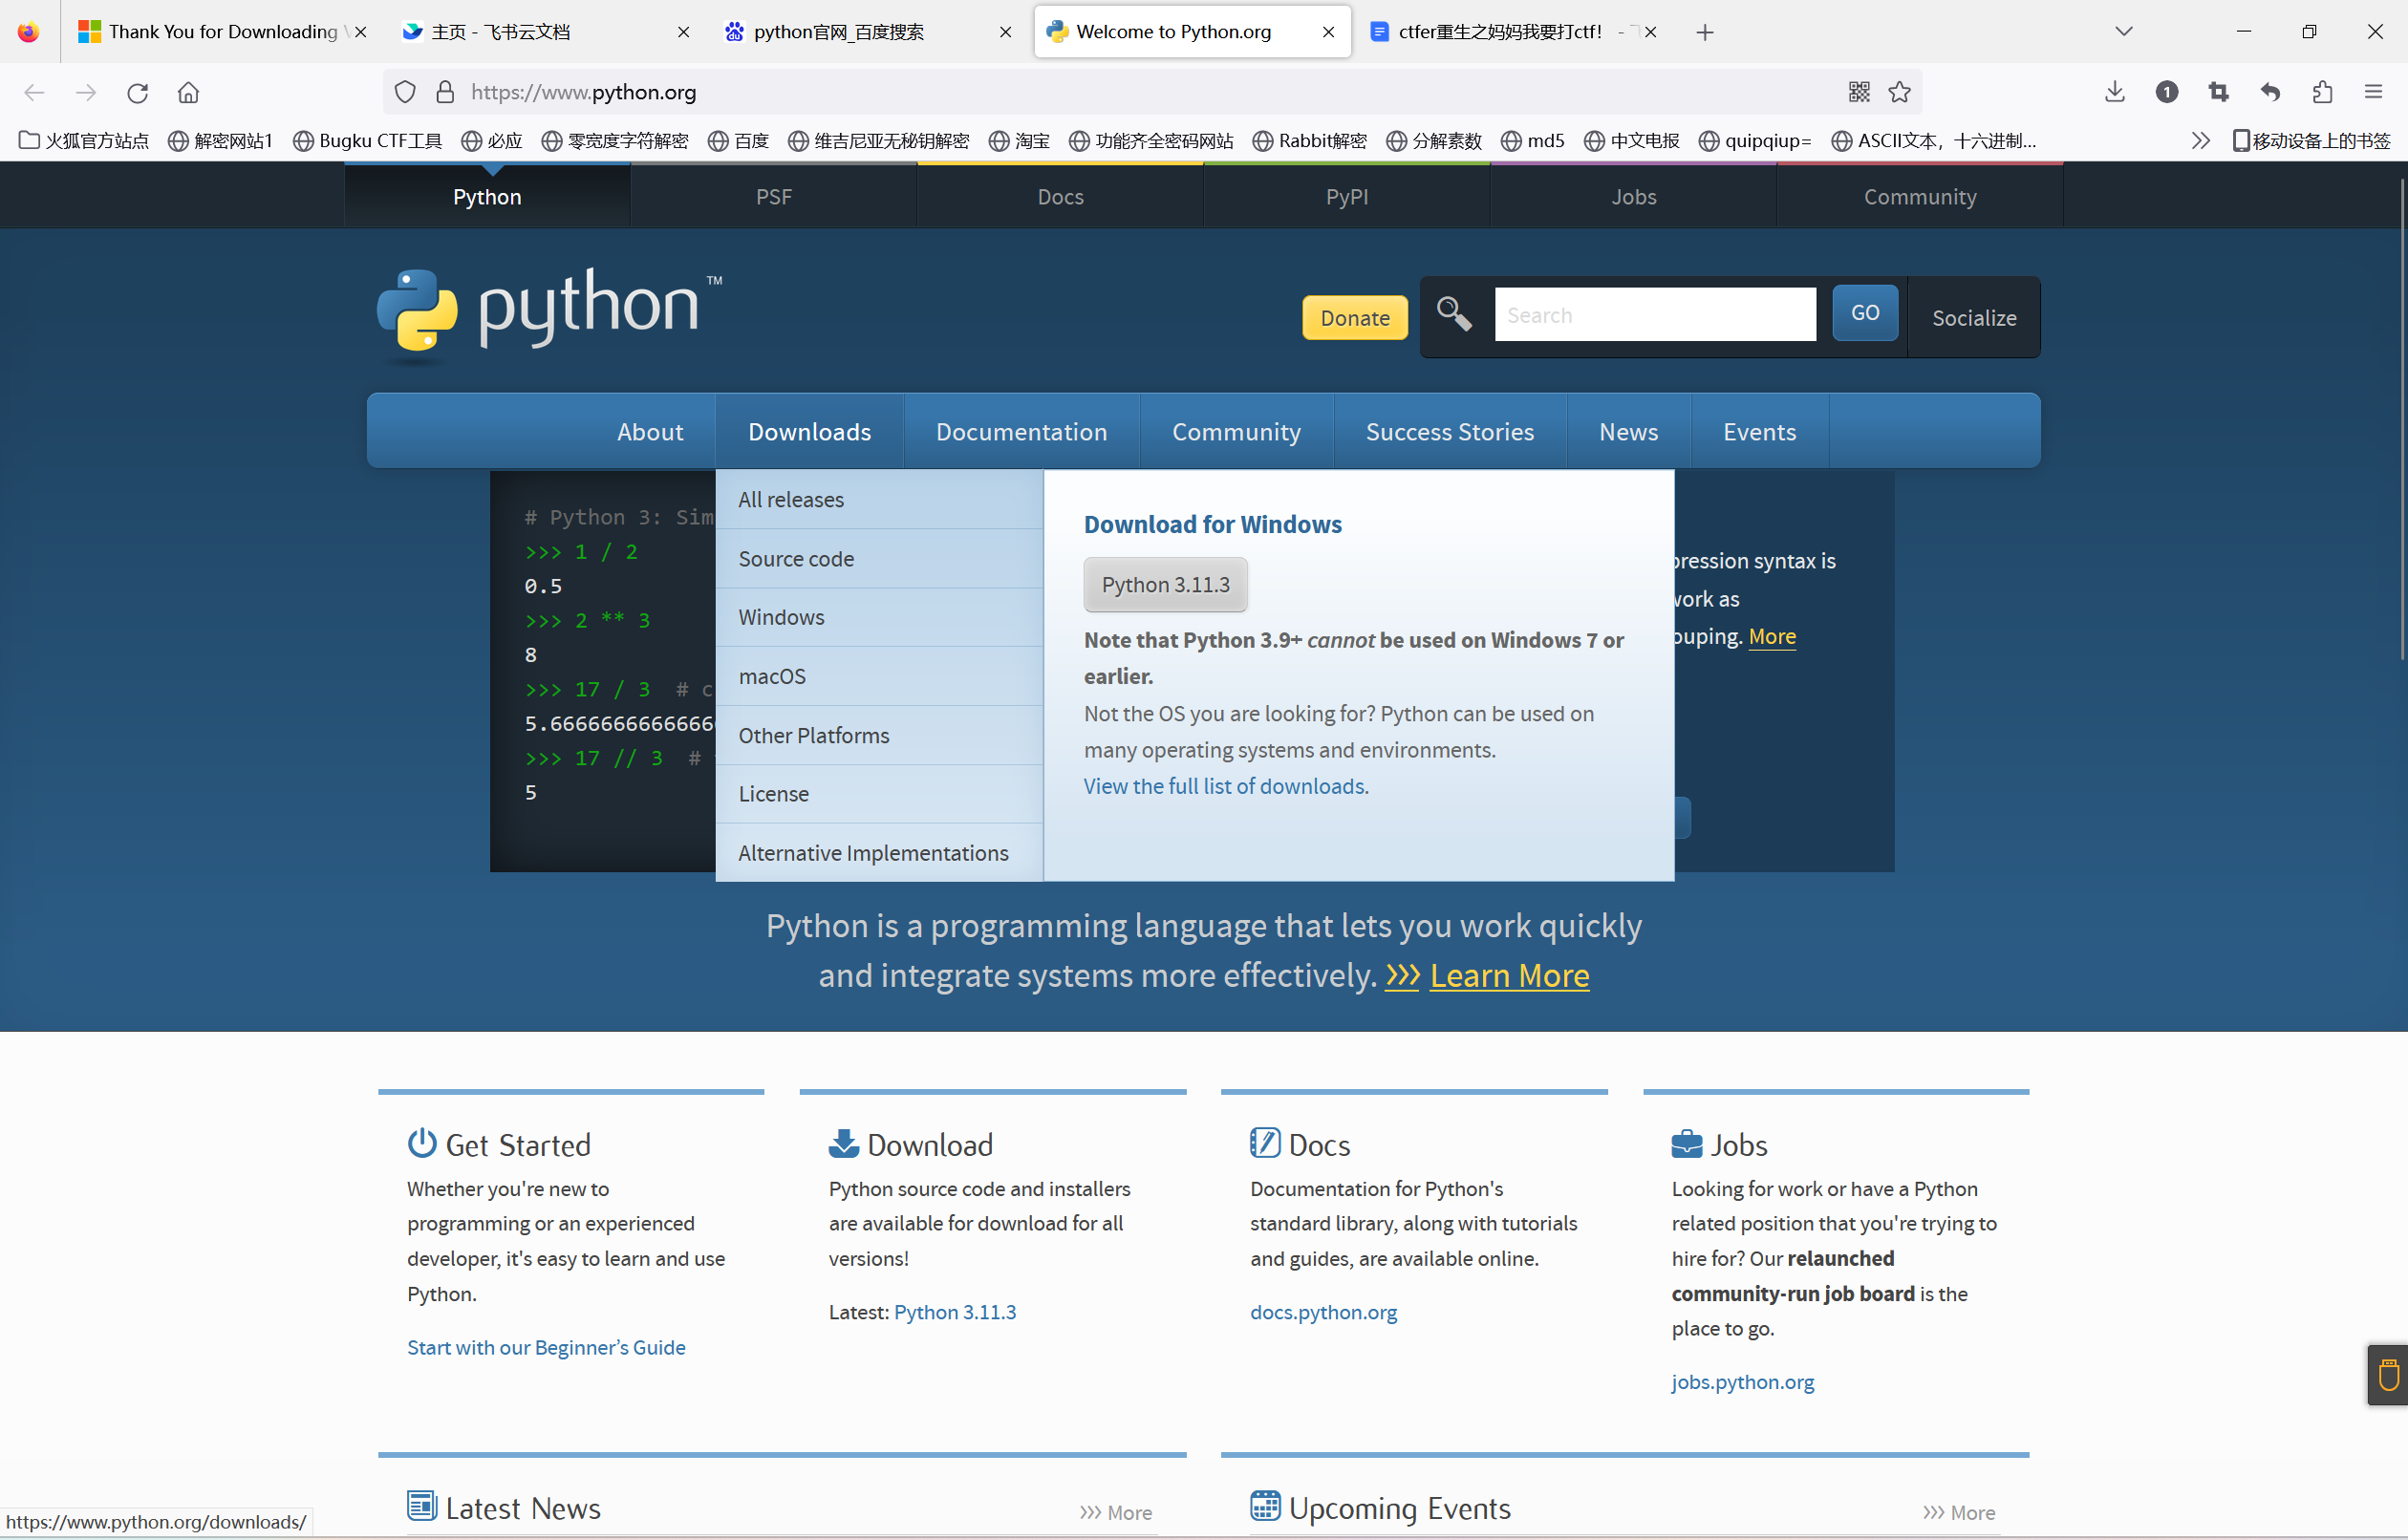 Thank You for Downloading
主页 - 飞书云文档
python官网_百度搜索
Welcome to Python.org
ctfer重生之妈妈我要打ctf！ -
https://www.python.org
1
火狐官方站点
解密网站1
Bugku CTF工具
必应
零宽度字符解密
百度
维吉尼亚无秘钥解密
淘宝
功能齐全密码网站
Rabbit解密
分解素数
md5
中文电报
quipqiup=
ASCII文本，十六进制...
移动设备上的书签
Python
PSF
Docs
PyPI
Jobs
Community
python™
Donate
Search
GO
Socialize
About
Downloads
Documentation
Community
Success Stories
News
Events
# Python 3: Sim
>>> 1 / 2
0.5
>>> 2 ** 3
8
>>> 17 / 3 # c
5.666666666666666
>>> 17 // 3 #
5
All releases
Source code
Windows
macOS
Other Platforms
License
Alternative Implementations
Download for Windows
Python 3.11.3
Note that Python 3.9+ cannot be used on Windows 7 or
earlier.
Not the OS you are looking for? Python can be used on
many operating systems and environments.
View the full list of downloads.
pression syntax is
work as
ouping. More
Python is a programming language that lets you work quickly
and integrate systems more effectively. >>> Learn More
Get Started
Whether you're new to
programming or an experienced
developer, it's easy to learn and use
Python.
Start with our Beginner’s Guide
Download
Python source code and installers
are available for download for all
versions!
Latest: Python 3.11.3
Docs
Documentation for Python's
standard library, along with tutorials
and guides, are available online.
docs.python.org
Jobs
Looking for work or have a Python
related position that you're trying to
hire for? Our relaunched
community-run job board is the
place to go.
jobs.python.org
Latest News
>>> More
Upcoming Events
>>> More
https://www.python.org/downloads/